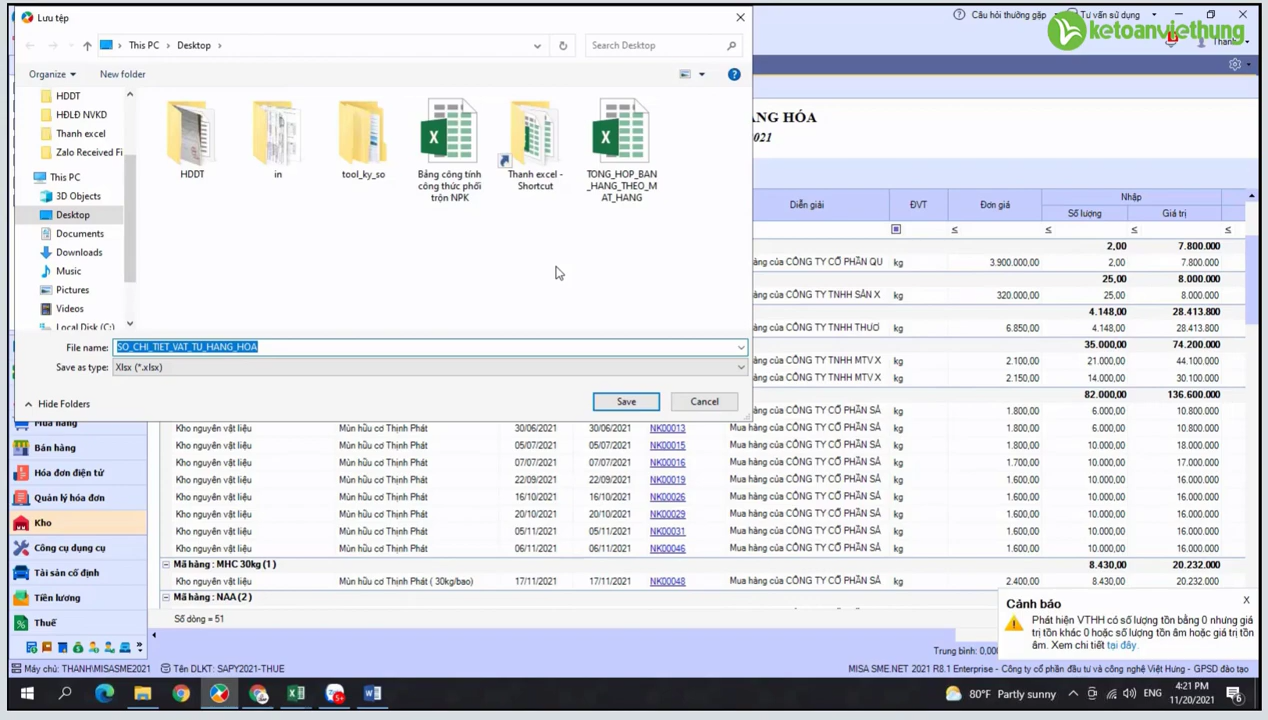 Lưu tệp
This PC
Desktop
Search Desktop
Organize
New folder
HDDT
HĐLĐ NVKD
Thanh excel
Zalo Received Fi
This PC
3D Objects
Desktop
Documents
Downloads
Music
Pictures
Videos
Local Disk (C:)
HDDT
in
tool_ky_so
Bảng công tính
công thức phối
trộn NPK
Thanh excel -
Shortcut
TONG_HOP_BAN
_HANG_THEO_M
AT_HANG
File name:
SO_CHI_TIET_VAT_TU_HANG_HOA
Save as type:
Xlsx (*.xlsx)
Hide Folders
Save
Cancel
Câu hỏi thường gặp
Tư vấn sử dụng
ketoanviethung
Thanh
HÓA
Diễn giải ĐVT Đơn giá Nhập
Số lượng Giá trị
≤ ≤ ≤ ≤
2,00 7.800.000
hàng của CÔNG TY CỔ PHẦN QU kg 3.900.000,00 2,00 7.800.000
25,00 8.000.000
hàng của CÔNG TY TNHH SẢN X kg 320.000,00 25,00 8.000.000
4.148,00 28.413.800
hàng của CÔNG TY TNHH THƯƠ kg 6.850,00 4.148,00 28.413.800
35.000,00 74.200.000
hàng của CÔNG TY TNHH MTV X kg 2.100,00 21.000,00 44.100.000
hàng của CÔNG TY TNHH MTV X kg 2.150,00 14.000,00 30.100.000
82.000,00 136.600.000
hàng của CÔNG TY CỔ PHẦN SẢ kg 1.800,00 6.000,00 10.800.000
Kho nguyên vật liệu Mùn hữu cơ Thịnh Phát 30/06/2021 30/06/2021 NK00013 Mua hàng của CÔNG TY CỔ PHẦN SẢ kg 1.800,00 6.000,00 10.800.000
Kho nguyên vật liệu Mùn hữu cơ Thịnh Phát 05/07/2021 05/07/2021 NK00015 Mua hàng của CÔNG TY CỔ PHẦN SẢ kg 1.800,00 10.000,00 18.000.000
Kho nguyên vật liệu Mùn hữu cơ Thịnh Phát 07/07/2021 07/07/2021 NK00016 Mua hàng của CÔNG TY CỔ PHẦN SẢ kg 1.700,00 10.000,00 17.000.000
Kho nguyên vật liệu Mùn hữu cơ Thịnh Phát 22/09/2021 22/09/2021 NK00019 Mua hàng của CÔNG TY CỔ PHẦN SẢ kg 1.600,00 10.000,00 16.000.000
Kho nguyên vật liệu Mùn hữu cơ Thịnh Phát 16/10/2021 16/10/2021 NK00026 Mua hàng của CÔNG TY CỔ PHẦN SẢ kg 1.600,00 10.000,00 16.000.000
Kho nguyên vật liệu Mùn hữu cơ Thịnh Phát 20/10/2021 20/10/2021 NK00029 Mua hàng của CÔNG TY CỔ PHẦN SẢ kg 1.600,00 10.000,00 16.000.000
Kho nguyên vật liệu Mùn hữu cơ Thịnh Phát 05/11/2021 05/11/2021 NK00031 Mua hàng của CÔNG TY CỔ PHẦN SẢ kg 1.600,00 10.000,00 16.000.000
Kho nguyên vật liệu Mùn hữu cơ Thịnh Phát 06/11/2021 06/11/2021 NK00046 Mua hàng của CÔNG TY CỔ PHẦN SẢ kg 1.600,00 10.000,00 16.000.000
Mã hàng : MHC 30kg (1) 8.430,00 20.232.000
Kho nguyên vật liệu Mùn hữu cơ Thịnh Phát ( 30kg/bao) 17/11/2021 17/11/2021 NK00048 Mua hàng của CÔNG TY CỔ PHẦN SẢ kg 2.400,00 8.430,00 20.232.000
Mã hàng : NAA (2)
Số dòng = 51
Mua hàng
Bán hàng
Hóa đơn điện tử
Quản lý hóa đơn
Kho
Công cụ dụng cụ
Tài sản cố định
Tiền lương
Thuế
Cảnh báo
X
Phát hiện VTHH có số lượng tồn bằng 0 nhưng giá
trị tồn khác 0 hoặc số lượng tồn âm hoặc giá trị tồn
âm. Xem chi tiết tại đây.
Máy chủ: THANH\MISASME2021
Tên DLKT: SAPY2021-THUE
MISA SME.NET 2021 R8.1 Enterprise - Công ty cổ phần đầu tư và công nghệ Việt Hưng - GPSD đào tạo
80°F Partly sunny
ENG
4:21 PM
11/20/2021
6